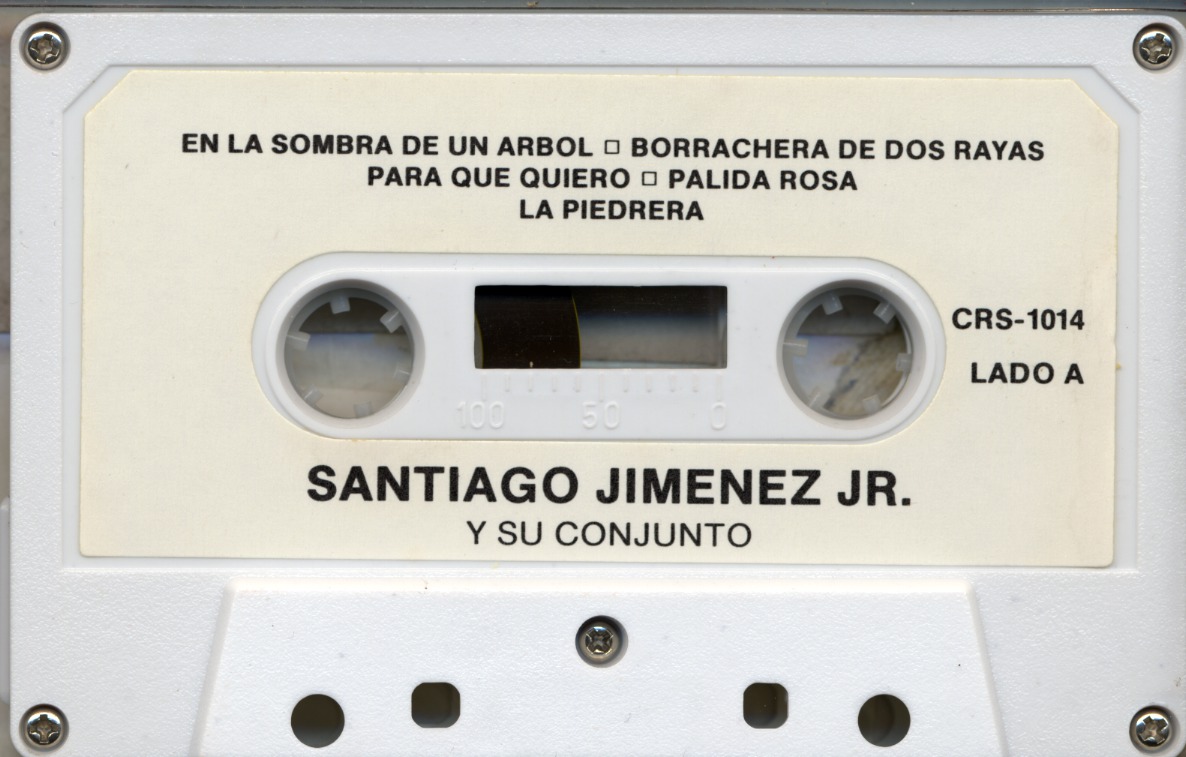 EN LA SOMBRA DE UN ARBOL □ BORRACHERA DE DOS RAYAS
PARA QUE QUIERO □ PALIDA ROSA
LA PIEDRERA
CRS-1014
LADO A
100 50 0
SANTIAGO JIMENEZ JR.
Y SU CONJUNTO